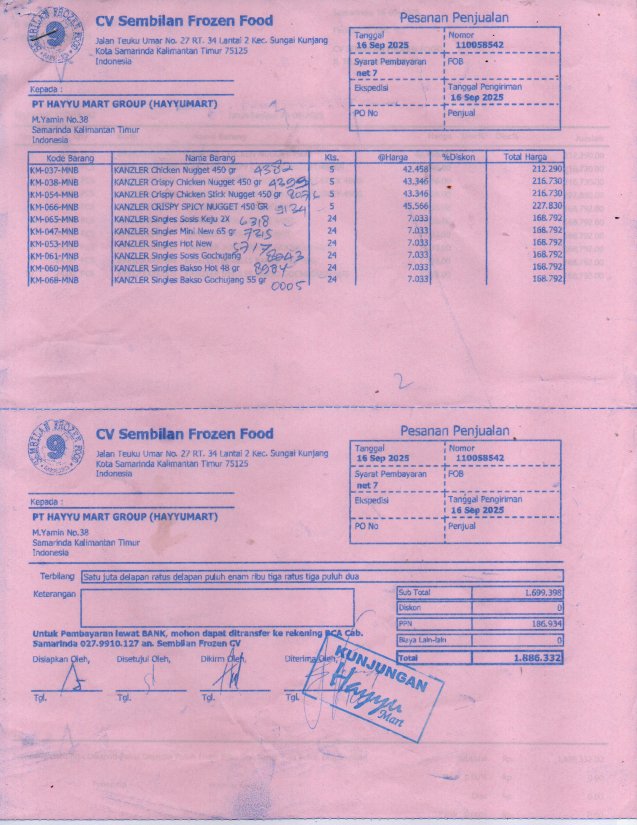 CV Sembilan Frozen Food
Jalan Teuku Umar No. 27 RT. 34 Lantai 2 Kec. Sungai Kunjang
Kota Samarinda Kalimantan Timur 75125
Indonesia
Pesanan Penjualan
Tanggal Nomor
16 Sep 2025 110058542
Syarat Pembayaran FOB
net 7
Ekspedisi Tanggal Pengiriman
16 Sep 2025
PO No Penjual
Kepada :
PT HAYYU MART GROUP (HAYYUMART)
M.Yamin No.38
Samarinda Kalimantan Timur
Indonesia
Kode Barang Nama Barang Kts. @Harga %Diskon Total Harga
KM-037-MNB KANZLER Chicken Nugget 450 gr 4382 5 42.458 212.290
KM-038-MNB KANZLER Crispy Chicken Nugget 450 gr 4399 5 43.346 216.730
KM-054-MNB KANZLER Crispy Chicken Stick Nugget 450 gr 5 43.346 216.730
KM-066-MNB KANZLER CRISPY SPICY NUGGET 450 GR 9134 5 45.566 227.830
KM-065-MNB KANZLER Singles Sosis Keju 2X 6318 24 7.033 168.792
KM-047-MNB KANZLER Singles Mini New 65 gr 7315 24 7.033 168.792
KM-053-MNB KANZLER Singles Hot New 5717 24 7.033 168.792
KM-061-MNB KANZLER Singles Sosis Gochujang 8043 24 7.033 168.792
KM-060-MNB KANZLER Singles Bakso Hot 48 gr 8984 24 7.033 168.792
KM-068-MNB KANZLER Singles Bakso Gochujang 55 gr 0005 24 7.033 168.792
2
CV Sembilan Frozen Food
Jalan Teuku Umar No. 27 RT. 34 Lantai 2 Kec. Sungai Kunjang
Kota Samarinda Kalimantan Timur 75125
Indonesia
Pesanan Penjualan
Tanggal Nomor
16 Sep 2025 110058542
Syarat Pembayaran FOB
net 7
Ekspedisi Tanggal Pengiriman
16 Sep 2025
PO No Penjual
Kepada :
PT HAYYU MART GROUP (HAYYUMART)
M.Yamin No.38
Samarinda Kalimantan Timur
Indonesia
Terbilang Satu juta delapan ratus delapan puluh enam ribu tiga ratus tiga puluh dua
Keterangan
Sub Total 1.699.398
Diskon 0
PPN 186.934
Biaya Lain-lain 0
Total 1.886.332
Untuk Pembayaran lewat BANK, mohon dapat ditransfer ke rekening BCA Cab.
Samarinda 027.9910.127 an. Sembilan Frozen CV
Disiapkan Oleh, Disetujui Oleh, Dikirm Oleh, Diterima Oleh,
Tgl. Tgl. Tgl. Tgl.
KUNJUNGAN
Hayyu
Mart